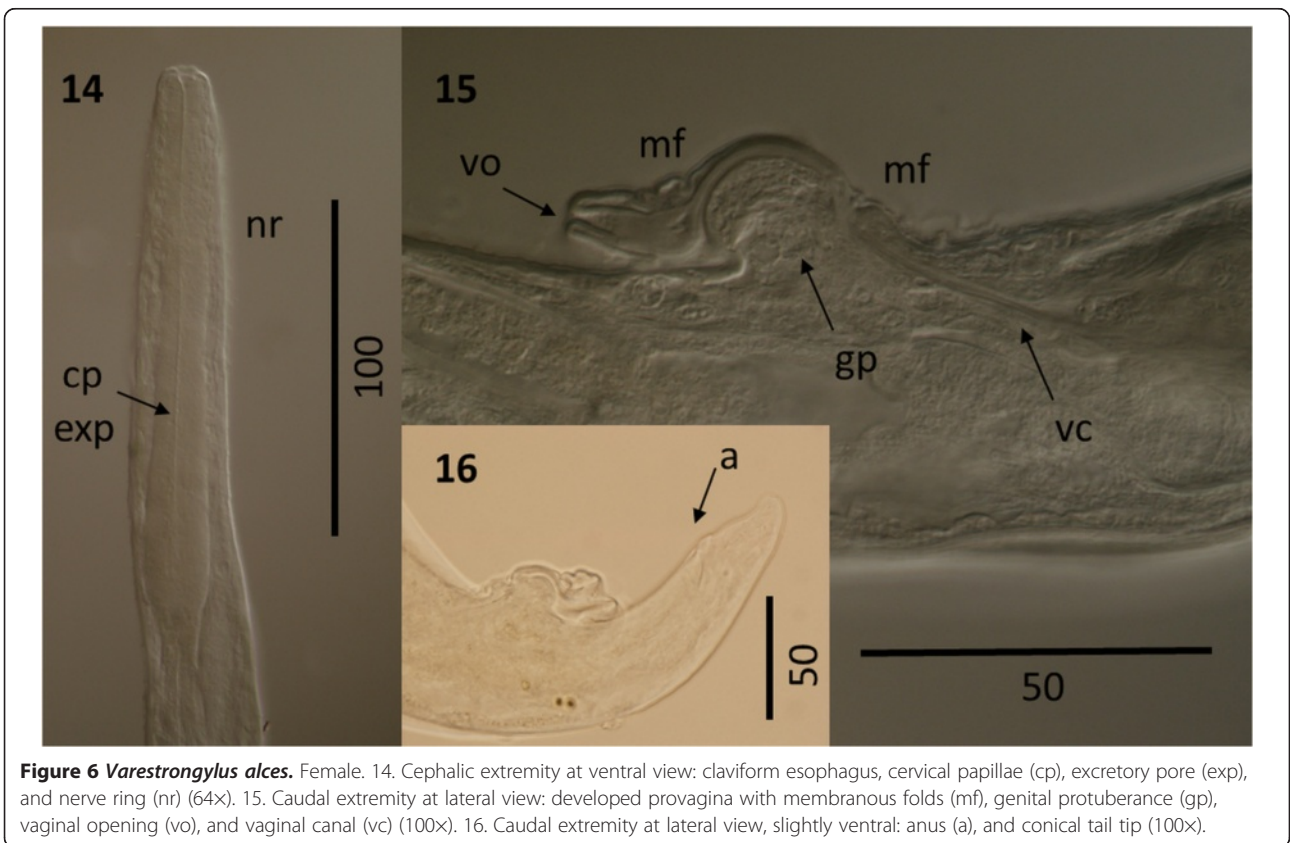 14
nr
100
cp
exp
15
vo
mf
mf
gp
vc
50
16
a
50
Figure 6 Varestrongylus alces. Female. 14. Cephalic extremity at ventral view: claviform esophagus, cervical papillae (cp), excretory pore (exp),
and nerve ring (nr) (64×). 15. Caudal extremity at lateral view: developed provagina with membranous folds (mf), genital protuberance (gp),
vaginal opening (vo), and vaginal canal (vc) (100×). 16. Caudal extremity at lateral view, slightly ventral: anus (a), and conical tail tip (100×).